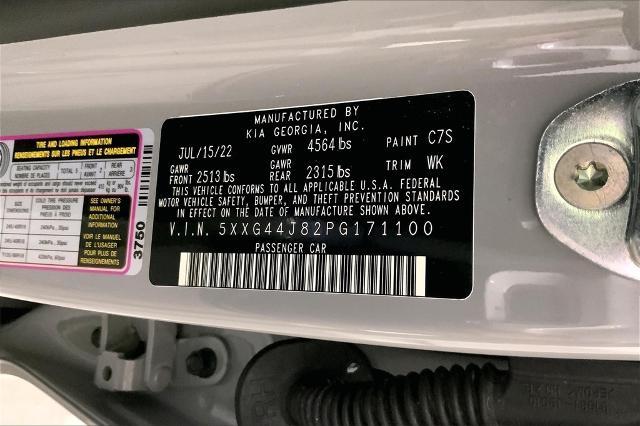 MANUFACTURED BY
KIA GEORGIA, INC.
JUL/15/22 GVWR 4564 lbs PAINT C7S
GAWR FRONT 2513 lbs GAWR REAR 2315 lbs TRIM WK
THIS VEHICLE CONFORMS TO ALL APPLICABLE U.S.A. FEDERAL
MOTOR VEHICLE SAFETY, BUMPER, AND THEFT PREVENTION STANDARDS
IN EFFECT ON THE DATE OF MANUFACTURE SHOWN ABOVE.
V.I.N. 5XXG44J82PG171100
PASSENGER CAR
TIRE AND LOADING INFORMATION
RENSEIGNEMENTS SUR LES PNEUS ET LE CHARGEMENT
SEE OWNER'S
MANUAL FOR
ADDITIONAL
INFORMATION
VOIR LE MANUEL
DE L'USAGER
POUR PLUS DE
RENSEIGNEMENTS
3750